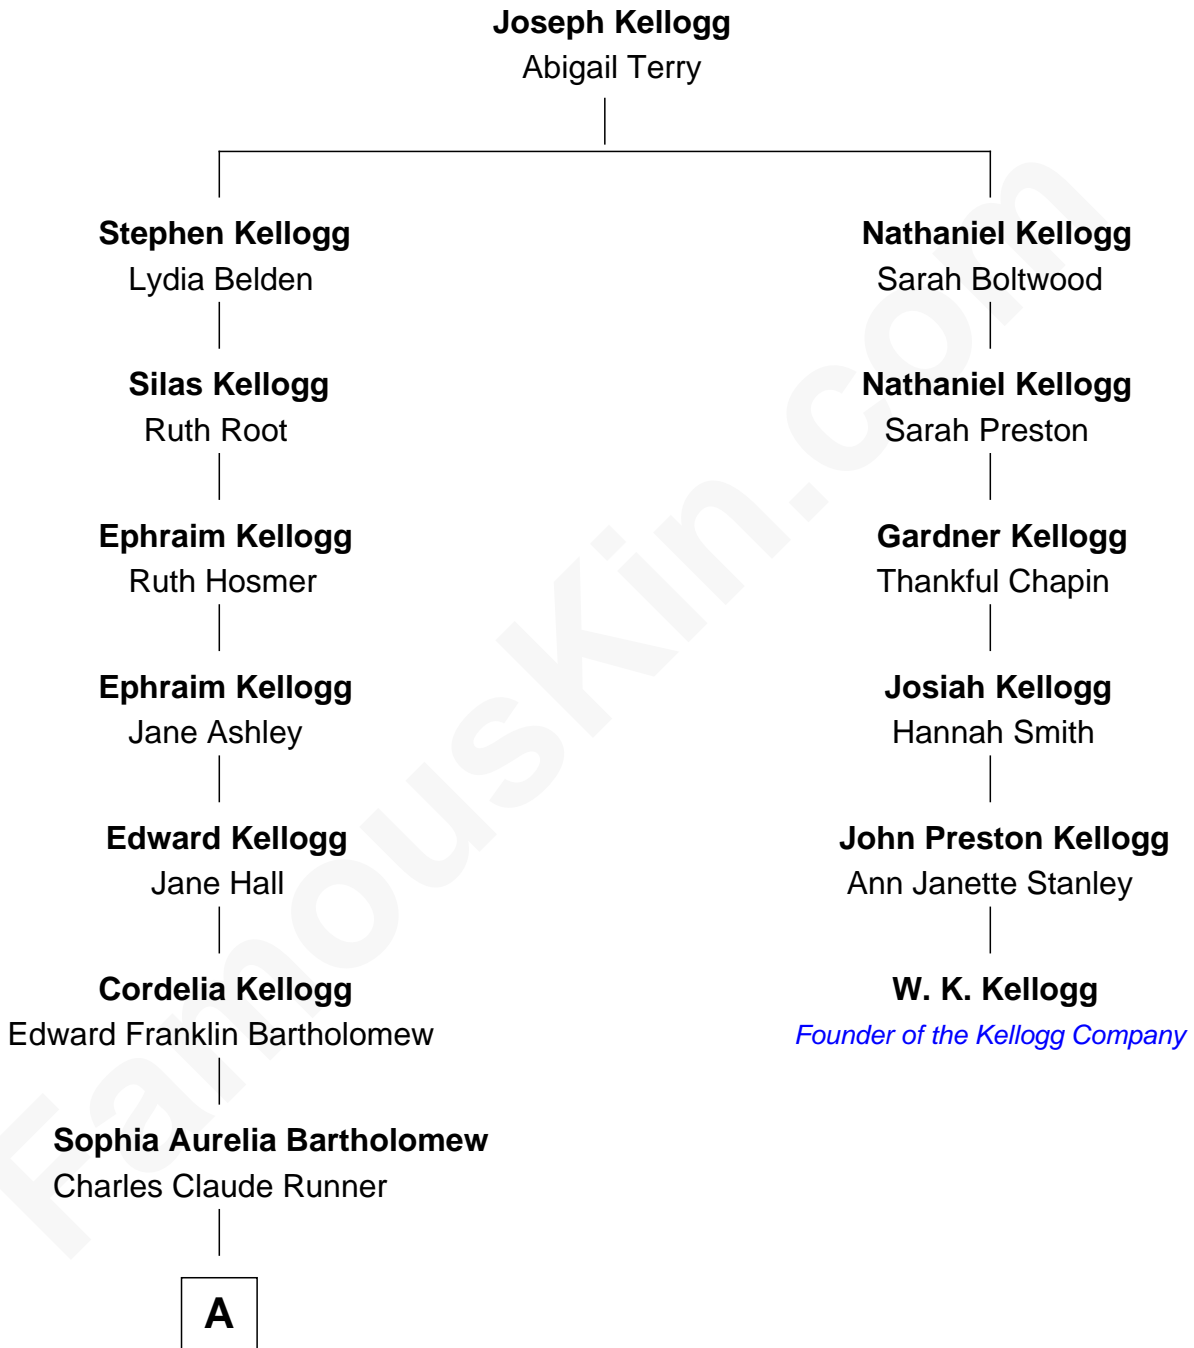 Joseph Kellogg
Abigail Terry
Stephen Kellogg
Lydia Belden
Nathaniel Kellogg
Sarah Boltwood
Silas Kellogg
Ruth Root
Nathaniel Kellogg
Sarah Preston
Ephraim Kellogg
Ruth Hosmer
Gardner Kellogg
Thankful Chapin
Ephraim Kellogg
Jane Ashley
Josiah Kellogg
Hannah Smith
Edward Kellogg
Jane Hall
John Preston Kellogg
Ann Janette Stanley
Cordelia Kellogg
Edward Franklin Bartholomew
W. K. Kellogg
Founder of the Kellogg Company
Sophia Aurelia Bartholomew
Charles Claude Runner
A
FamousKin.com